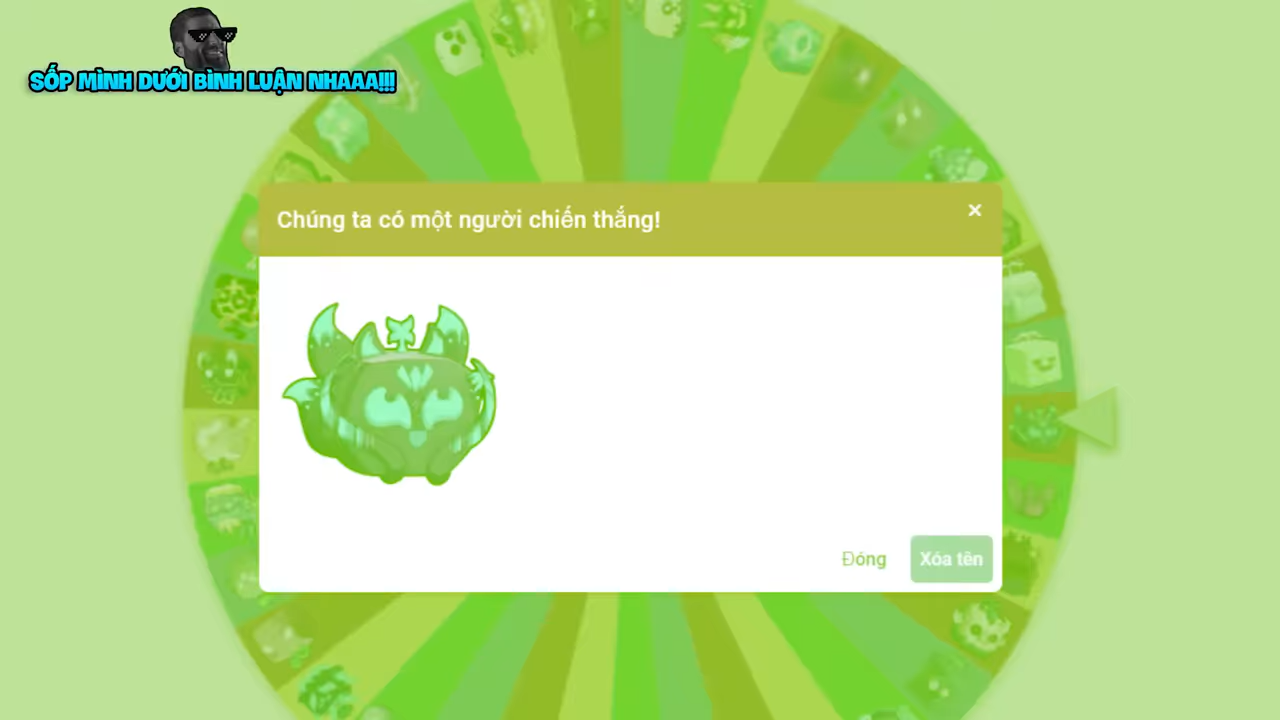 SỐP MÌNH DƯỚI BÌNH LUẬN NHAAA!!!
Chúng ta có một người chiến thắng!
×
Đóng
Xóa tên